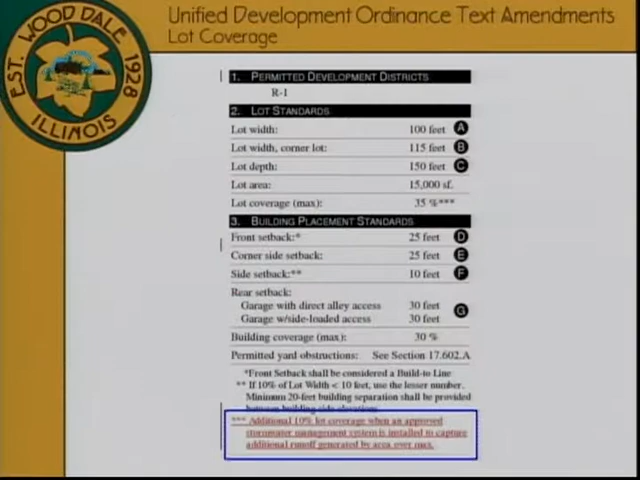 Unified Development Ordinance Text Amendments
Lot Coverage
EST. WOOD DALE 1928
ILLINOIS
1. PERMITTED DEVELOPMENT DISTRICTS
R-1
2. LOT STANDARDS
Lot width: 100 feet A
Lot width, corner lot: 115 feet B
Lot depth: 150 feet C
Lot area: 15,000 sf.
Lot coverage (max): 35 %***
3. BUILDING PLACEMENT STANDARDS
Front setback:* 25 feet D
Corner side setback: 25 feet E
Side setback:** 10 feet F
Rear setback:
Garage with direct alley access 30 feet
Garage w/side-loaded access 30 feet G
Building coverage (max): 30 %
Permitted yard obstructions: See Section 17.602.A
*Front Setback shall be considered a Build-to Line
** If 10% of Lot Width < 10 feet, use the lesser number.
Minimum 20-feet building separation shall be provided
between building side elevations
*** Additional 10% lot coverage when an approved
stormwater management system is installed to capture
additional runoff generated by area over max.